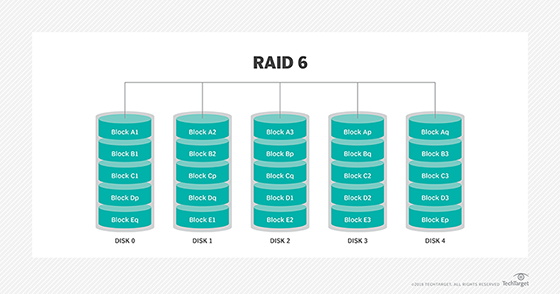 RAID 6
Block A1 Block A2 Block A3 Block Ap Block Aq
Block B1 Block B2 Block Bp Block Bq Block B3
Block C1 Block Cp Block Cq Block C2 Block C3
Block Dp Block Dq Block D1 Block D2 Block D3
Block Eq Block E1 Block E2 Block E3 Block Ep
DISK 0 DISK 1 DISK 2 DISK 3 DISK 4
©2018 TECHTARGET. ALL RIGHTS RESERVED TechTarget